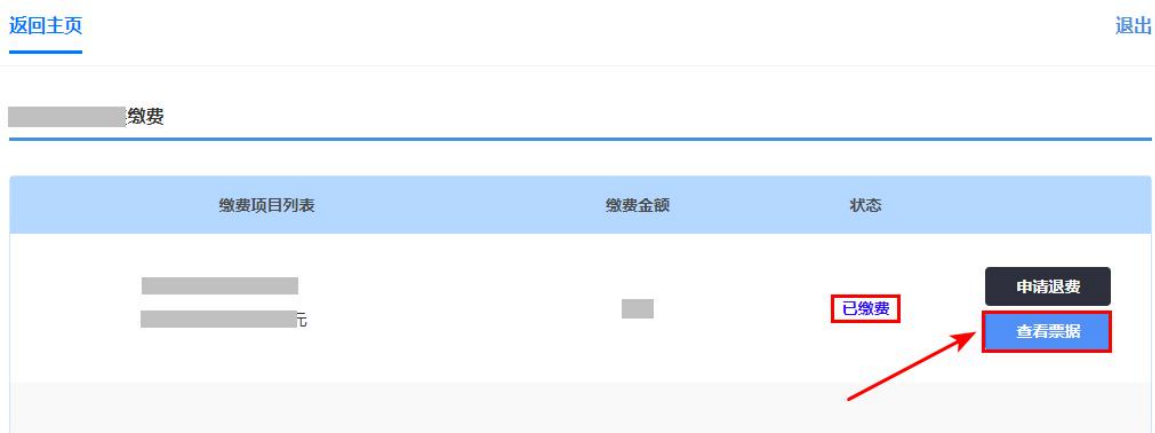 返回主页 退出
缴费
缴费项目列表 缴费金额 状态
申请退费
元 已缴费
查看票据